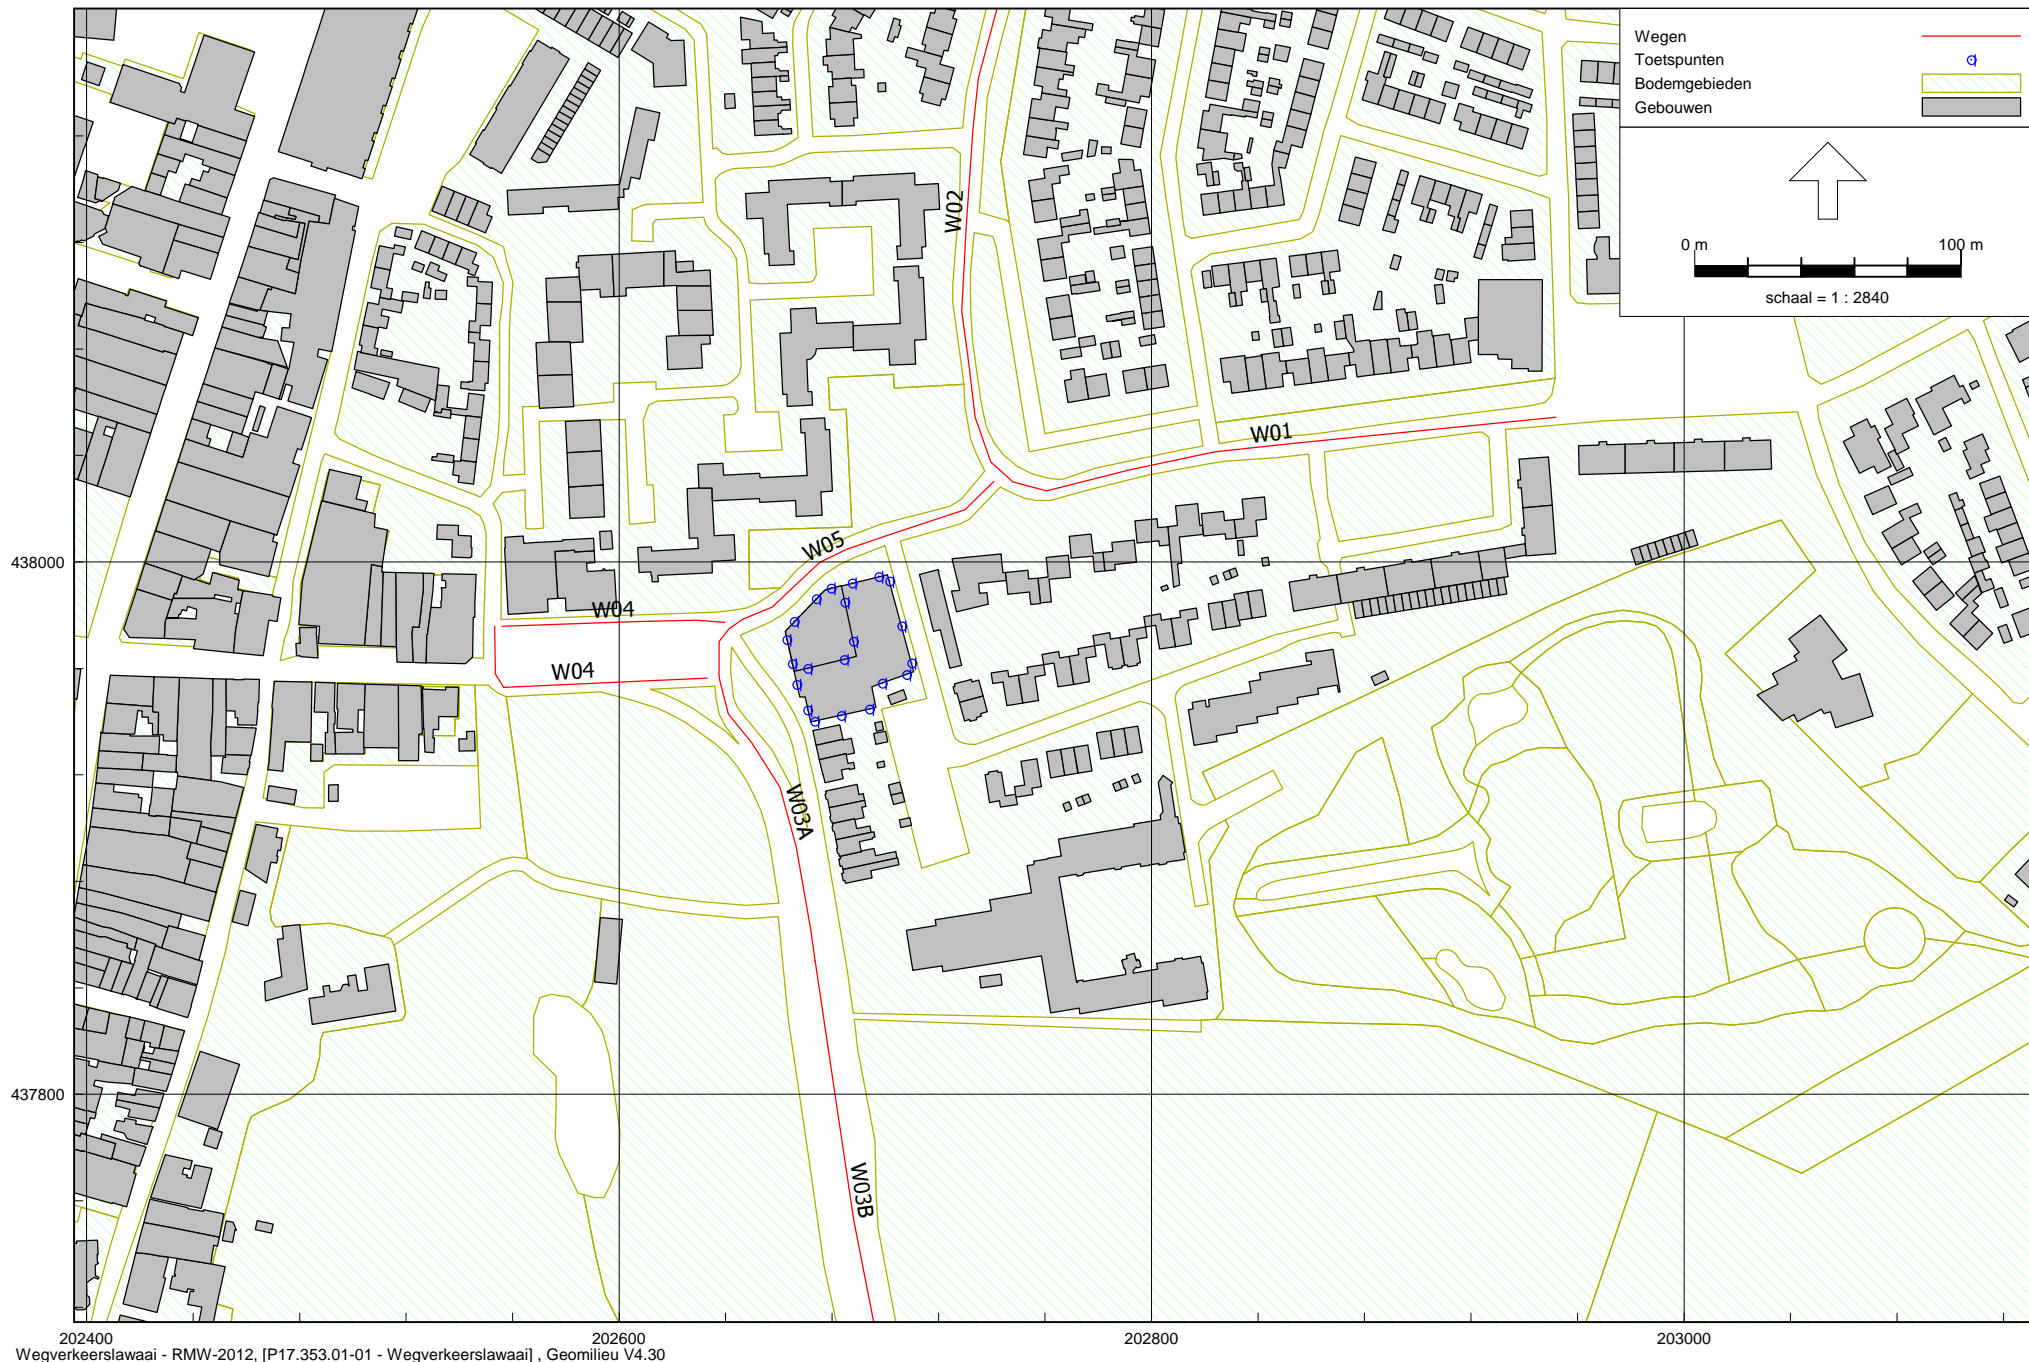 Wegen
Toetspunten
Bodemgebieden
Gebouwen
0 m 100 m
schaal = 1 : 2840
W02
W01
W05
W04
W04
W03A
W03B
438000
437800
202400 202600 202800 203000
Wegverkeerslawaai - RMW-2012, [P17.353.01-01 - Wegverkeerslawaai] , Geomilieu V4.30